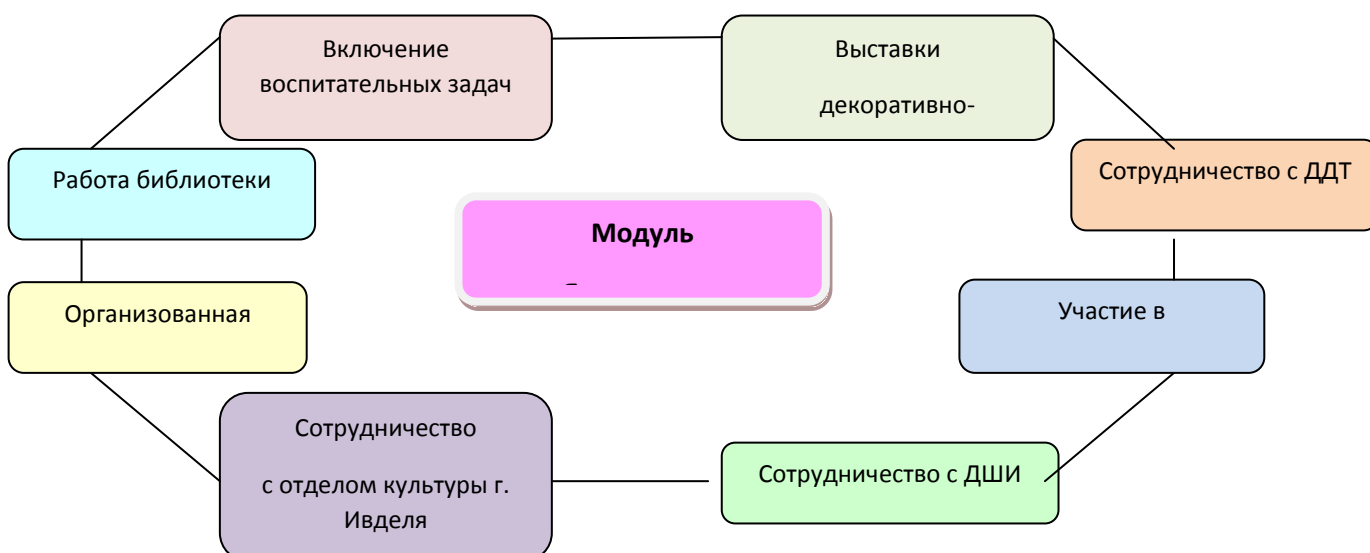 Включение
воспитательных задач
Выставки
декоративно-
Работа библиотеки
Сотрудничество с ДДТ
Модуль
Организованная
Участие в
Сотрудничество
с отделом культуры г.
Ивделя
Сотрудничество с ДШИ